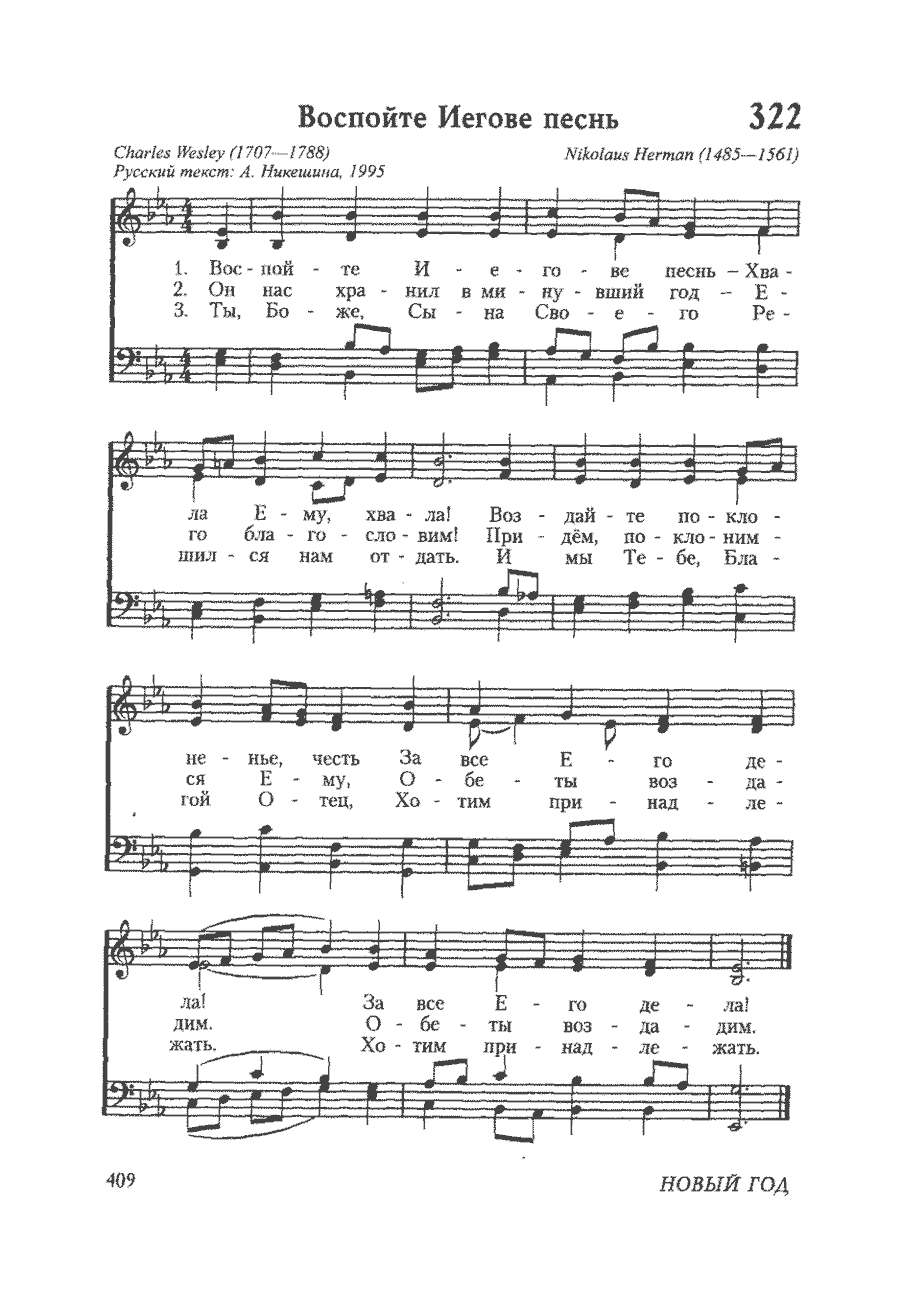 Воспойте Иегове песнь 322
Charles Wesley (1707—1788) Nikolaus Herman (1485—1561)
Русский текст: А. Никешина, 1995
1. Вос - пой - те И - е - го - ве песнь – Хва -
2. Он нас хра - нил в ми - ну - вший год – Е -
3. Ты, Бо - же, Сы - на Сво - е - го Ре -
ла Е - му, хва - ла! Воз - дай - те по - кло -
го бла - го - сло - вим! При - дём, по - кло - ним -
шил - ся нам от - дать. И мы Те - бе, Бла -
не - нье, честь За все Е - го де -
ся Е - му, О - бе - ты воз - да -
гой О - тец, Хо - тим при - над - ле -
ла! За все Е - го де - ла!
дим. О - бе - ты воз - да - дим.
жать. Хо - тим при - над - ле - жать.
409 НОВЫЙ ГОД